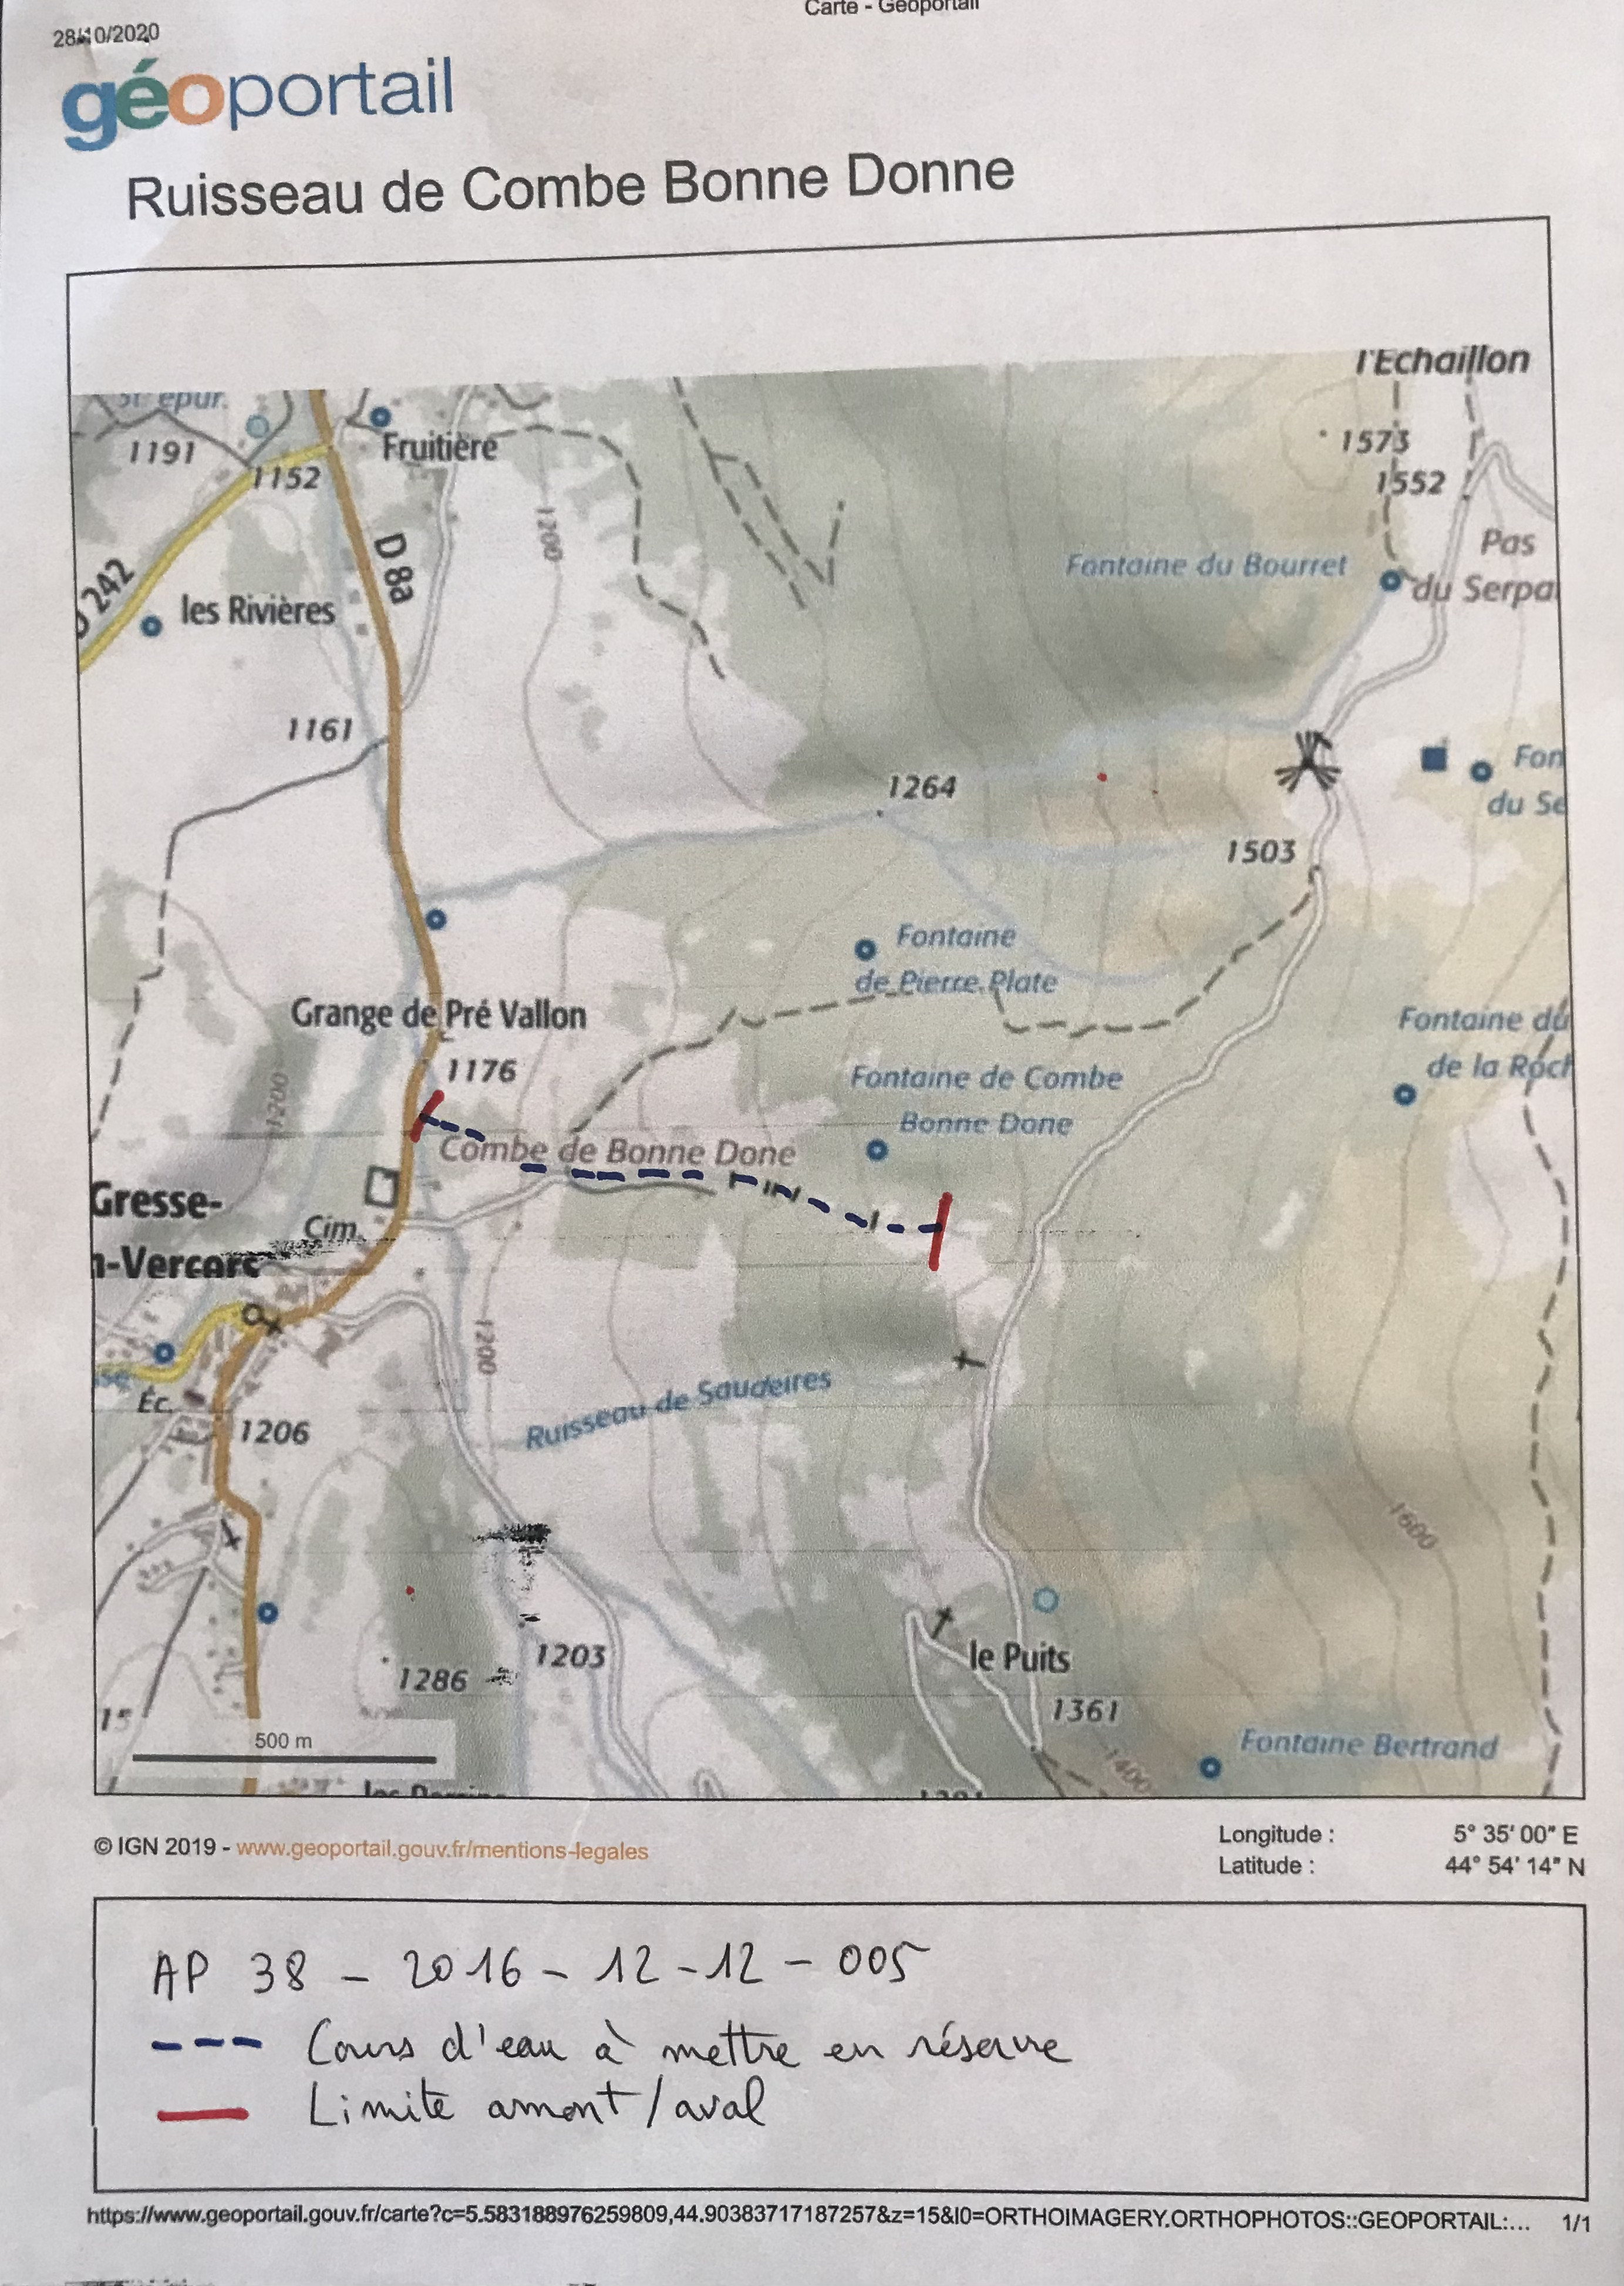 Carte - Géoportail
28/10/2020
géoportail
Ruisseau de Combe Bonne Donne
l'Echaillon
St épur.
Fruitière
1191
1152
1573
1552
D 8a
1200
Pas
du Serpa
Fontaine du Bourret
D 242
les Rivières
1161
1264
Fon
du Se
1503
Fontaine
de Pierre Plate
Grange de Pré Vallon
1176
Fontaine du
de la Roch
Fontaine de Combe
Bonne Done
1200
Combe de Bonne Done
Gresse-
n-Vercors
Cim.
1200
Ruisseau de Saudeires
Éc.
1206
1600
1203
1286
le Puits
1361
15
500 m
1400
Fontaine Bertrand
© IGN 2019 - www.geoportail.gouv.fr/mentions-legales
Longitude : 5° 35' 00" E
Latitude : 44° 54' 14" N
AP 38 - 2016 - 12 - 12 - 005
Cours d'eau à mettre en réserve
Limite amont/aval
https://www.geoportail.gouv.fr/carte?c=5.583188976259809,44.90383717187257&z=15&l0=ORTHOIMAGERY.ORTHOPHOTOS::GEOPORTAIL:... 1/1